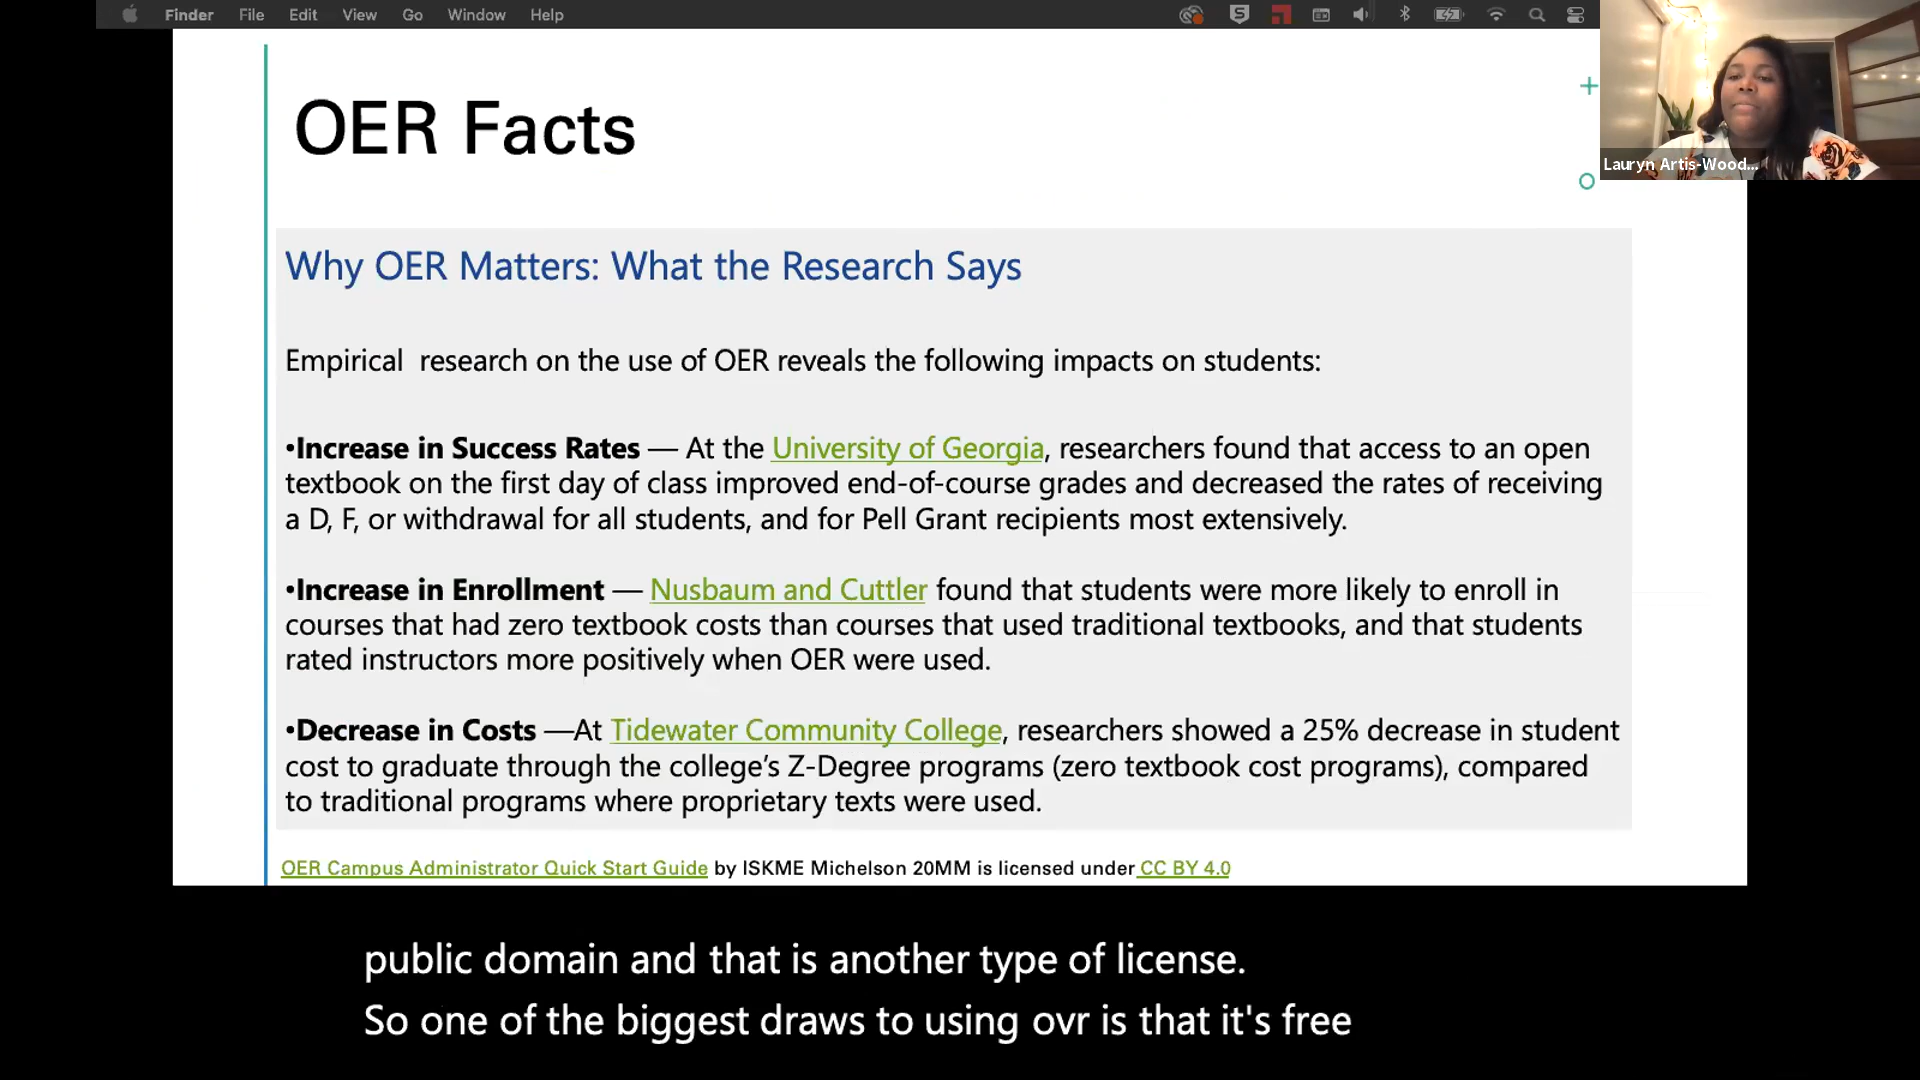 Finder File Edit View Go Window Help
Lauryn Artis-Wood...
OER Facts
Why OER Matters: What the Research Says
Empirical  research on the use of OER reveals the following impacts on students:
•Increase in Success Rates — At the University of Georgia, researchers found that access to an open
textbook on the first day of class improved end-of-course grades and decreased the rates of receiving
a D, F, or withdrawal for all students, and for Pell Grant recipients most extensively.
•Increase in Enrollment — Nusbaum and Cuttler found that students were more likely to enroll in
courses that had zero textbook costs than courses that used traditional textbooks, and that students
rated instructors more positively when OER were used.
•Decrease in Costs —At Tidewater Community College, researchers showed a 25% decrease in student
cost to graduate through the college’s Z-Degree programs (zero textbook cost programs), compared
to traditional programs where proprietary texts were used.
OER Campus Administrator Quick Start Guide by ISKME Michelson 20MM is licensed under CC BY 4.0
public domain and that is another type of license.
So one of the biggest draws to using ovr is that it's free